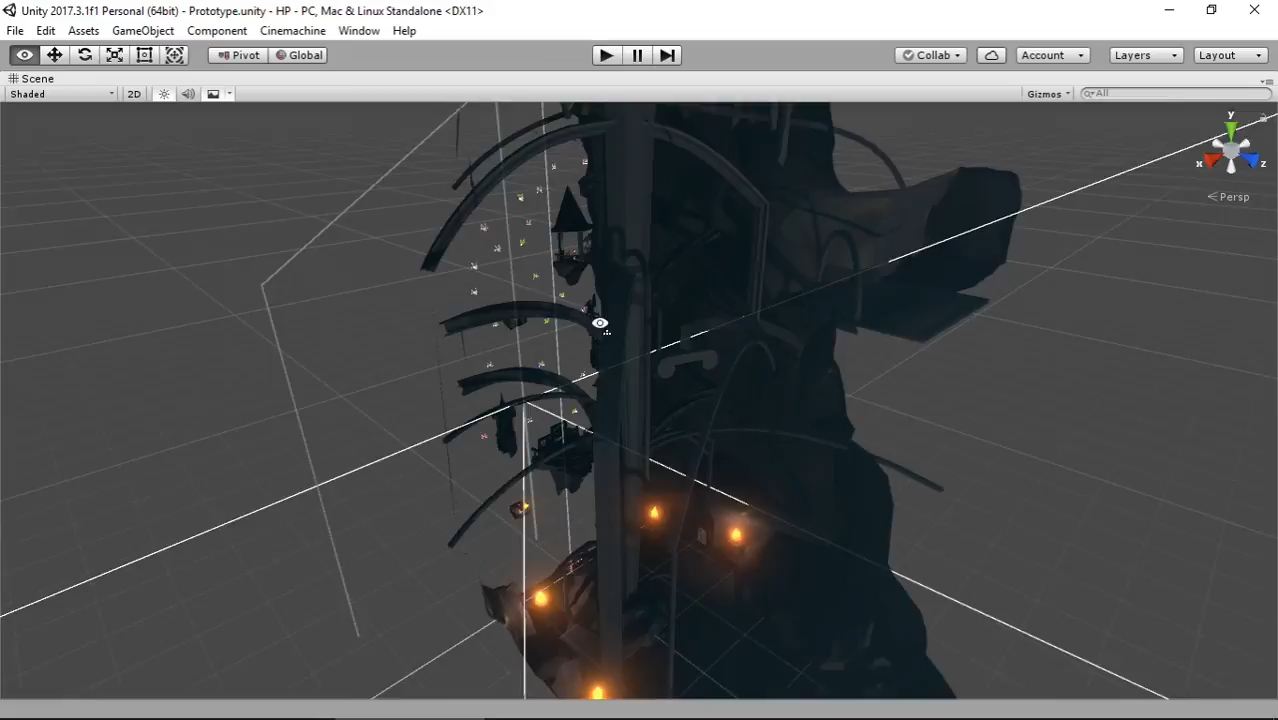 Unity 2017.3.1f1 Personal (64bit) - Prototype.unity - HP - PC, Mac & Linux Standalone <DX11>
File Edit Assets GameObject Component Cinemachine Window Help
Pivot Global Collab Account Layers Layout
Scene
Shaded 2D Gizmos All
y
x z
Persp